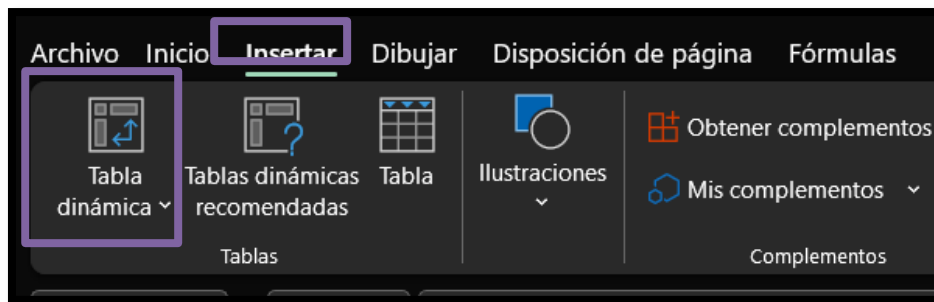 Archivo Inicio Insertar Dibujar Disposición de página Fórmulas
Tabla
dinámica
Tablas dinámicas
recomendadas
Tabla
Ilustraciones
Obtener complementos
Mis complementos
Tablas
Complementos